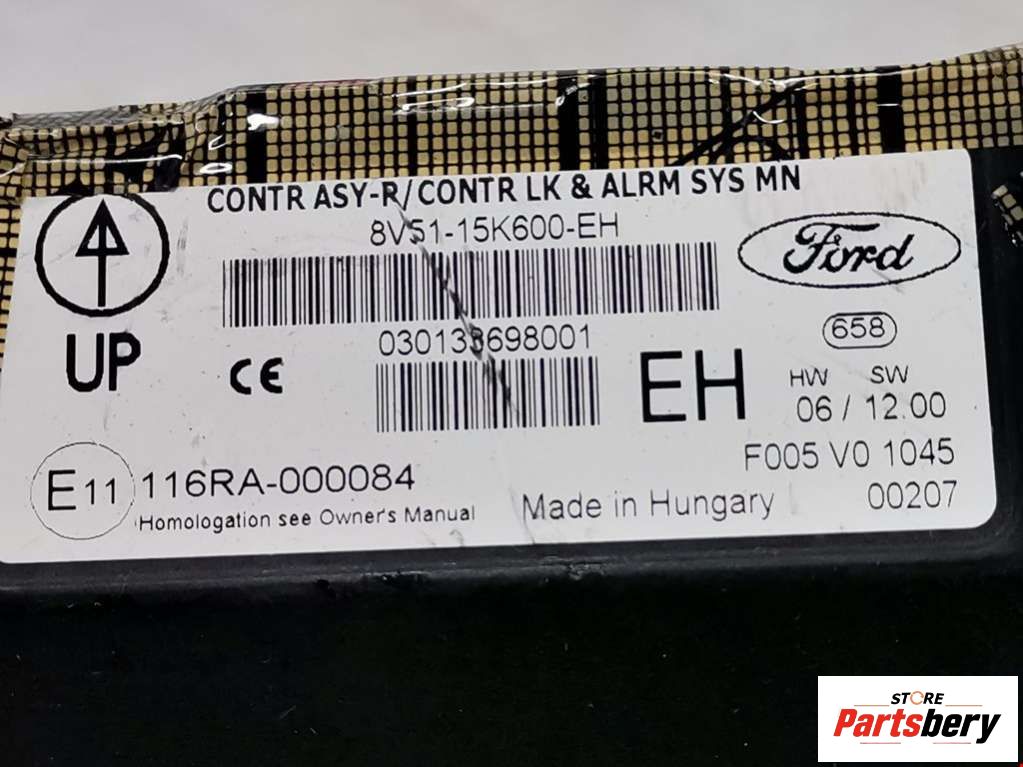 CONTR ASY-R/CONTR LK & ALRM SYS MN
8V51-15K600-EH
Ford
030133698001
658
UP
CE
EH
HW SW
06 / 12.00
E11 116RA-000084
F005 V0 1045
Homologation see Owner's Manual
Made in Hungary
00207
STORE
Partsbery